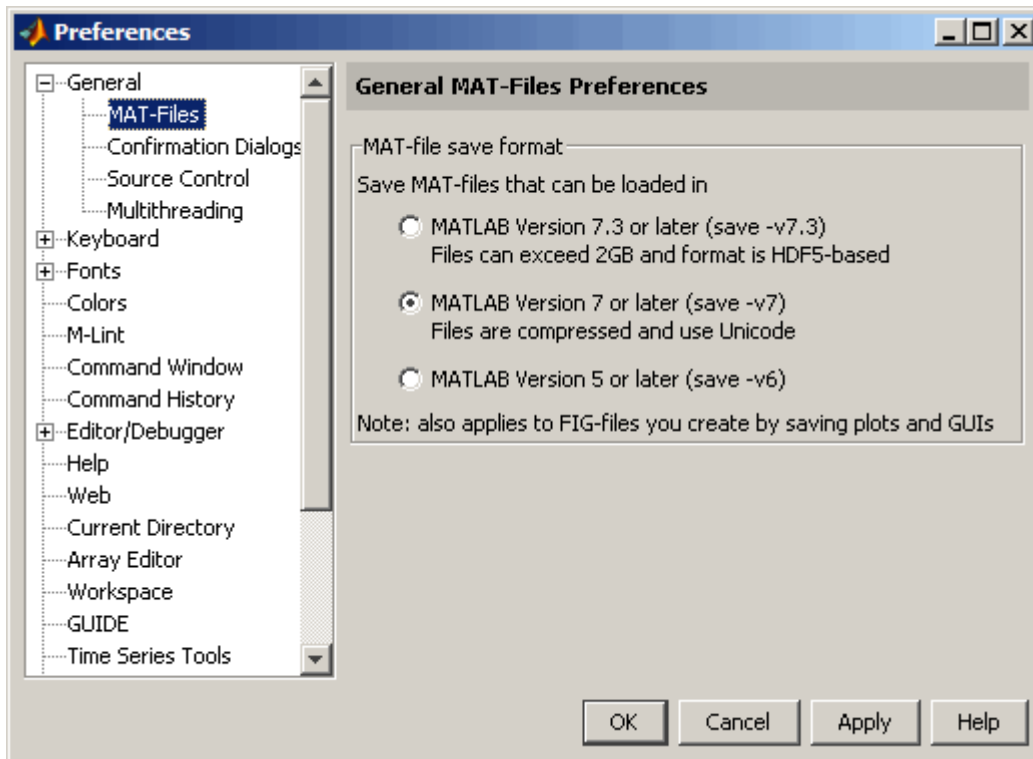 Preferences
General
MAT-Files
Confirmation Dialogs
Source Control
Multithreading
Keyboard
Fonts
Colors
M-Lint
Command Window
Command History
Editor/Debugger
Help
Web
Current Directory
Array Editor
Workspace
GUIDE
Time Series Tools
General MAT-Files Preferences
MAT-file save format
Save MAT-files that can be loaded in
MATLAB Version 7.3 or later (save -v7.3)
Files can exceed 2GB and format is HDF5-based
MATLAB Version 7 or later (save -v7)
Files are compressed and use Unicode
MATLAB Version 5 or later (save -v6)
Note: also applies to FIG-files you create by saving plots and GUIs
OK
Cancel
Apply
Help